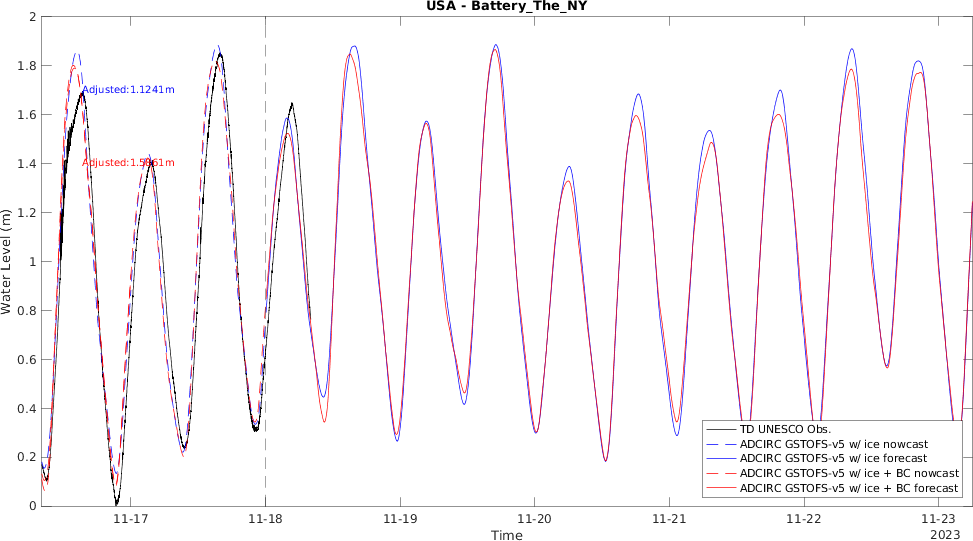 USA - Battery_The_NY
2
1.8
1.6
1.4
1.2
1
0.8
0.6
0.4
0.2
0
Water Level (m)
Adjusted:1.1241m
11-17
11-18
11-19
11-20
11-21
11-22
11-23
Time
2023
TD UNESCO Obs.
ADCIRC GSTOFS-v5 w/ ice nowcast
ADCIRC GSTOFS-v5 w/ ice forecast
ADCIRC GSTOFS-v5 w/ ice + BC nowcast
ADCIRC GSTOFS-v5 w/ ice + BC forecast